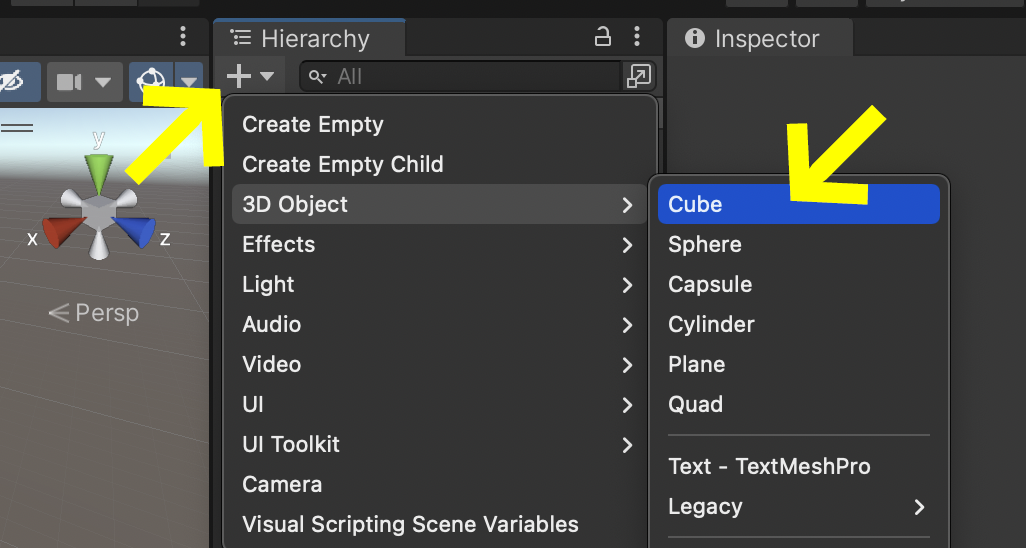 Hierarchy
Inspector
All
Create Empty
Create Empty Child
3D Object
Effects
Light
Audio
Video
UI
UI Toolkit
Camera
Visual Scripting Scene Variables
Cube
Sphere
Capsule
Cylinder
Plane
Quad
Text - TextMeshPro
Legacy
y
x
z
Persp